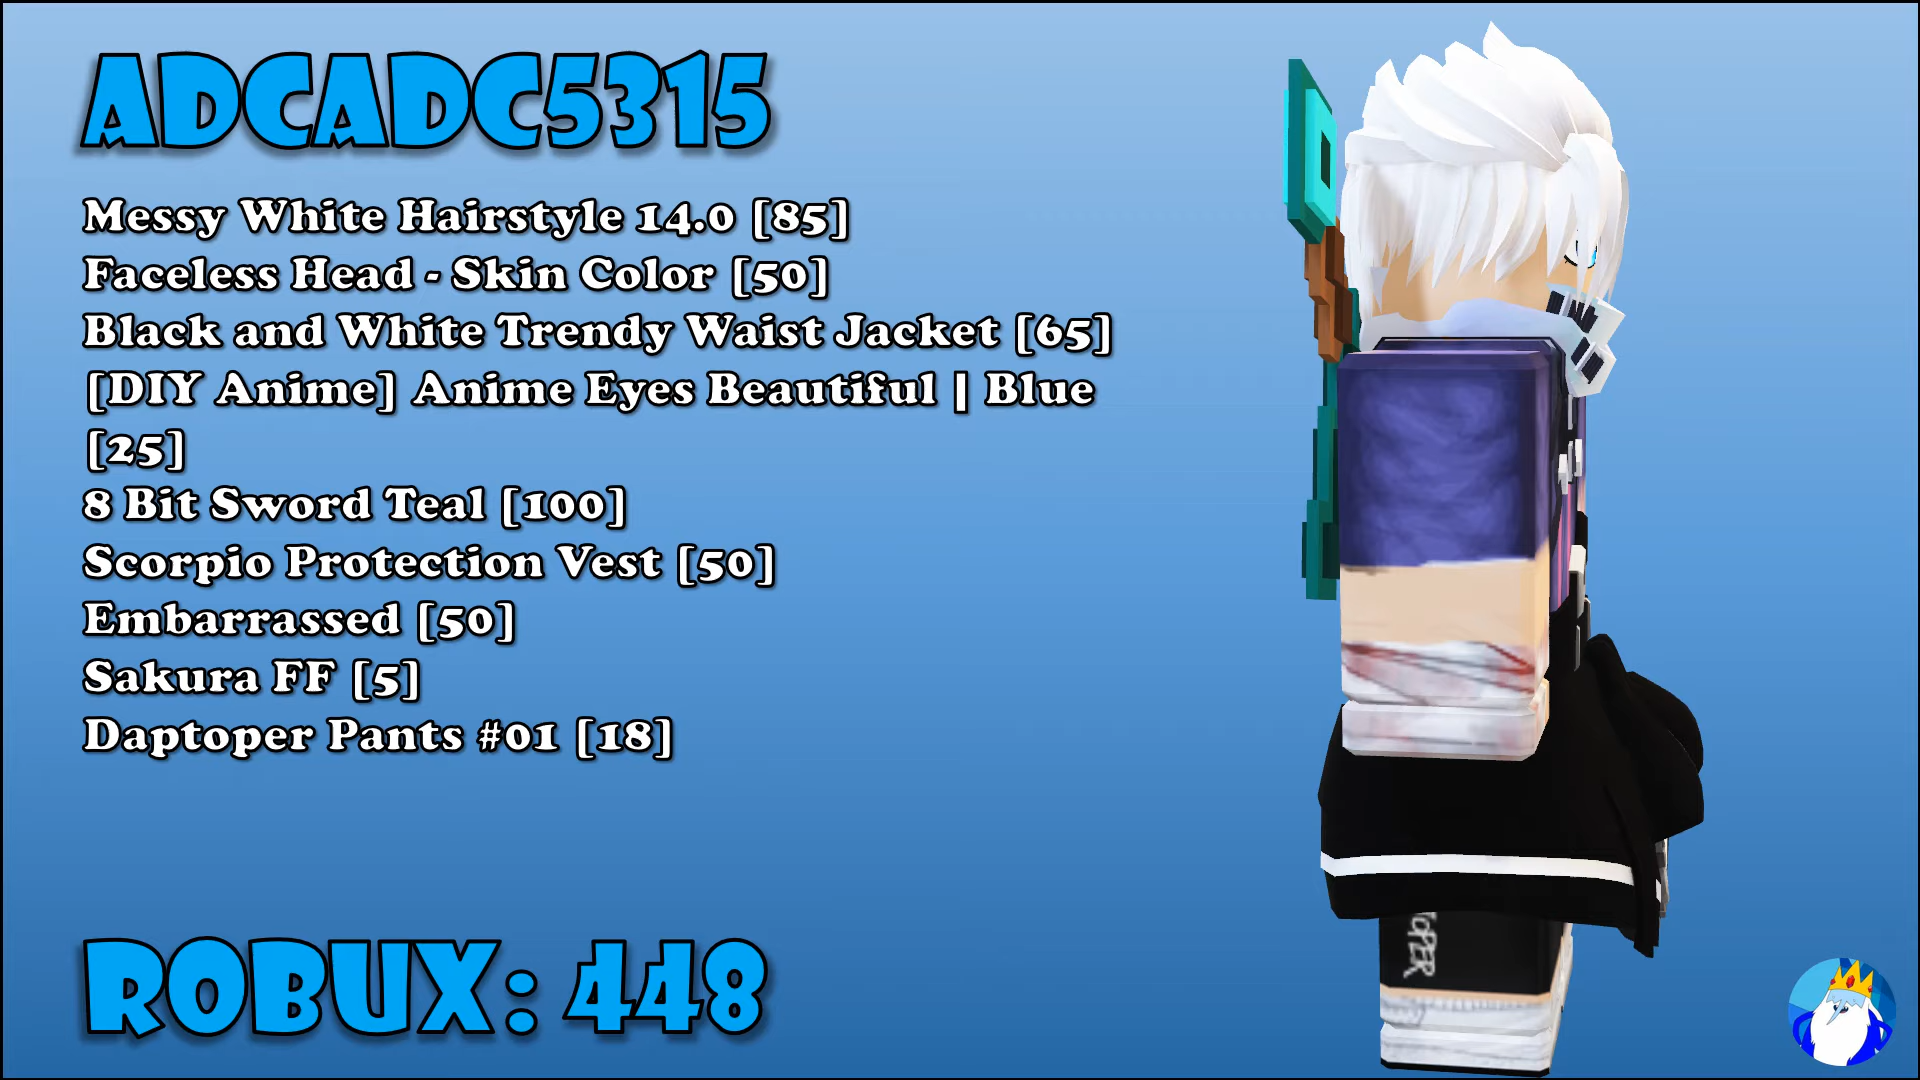 ADCADC5315
Messy White Hairstyle 14.0 [85]
Faceless Head - Skin Color [50]
Black and White Trendy Waist Jacket [65]
[DIY Anime] Anime Eyes Beautiful | Blue
[25]
8 Bit Sword Teal [100]
Scorpio Protection Vest [50]
Embarrassed [50]
Sakura FF [5]
Daptoper Pants #01 [18]
ROBUX: 448